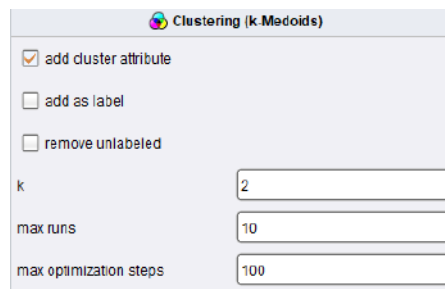 Clustering (k-Medoids)
add cluster attribute
add as label
remove unlabeled
k 2
max runs 10
max optimization steps 100